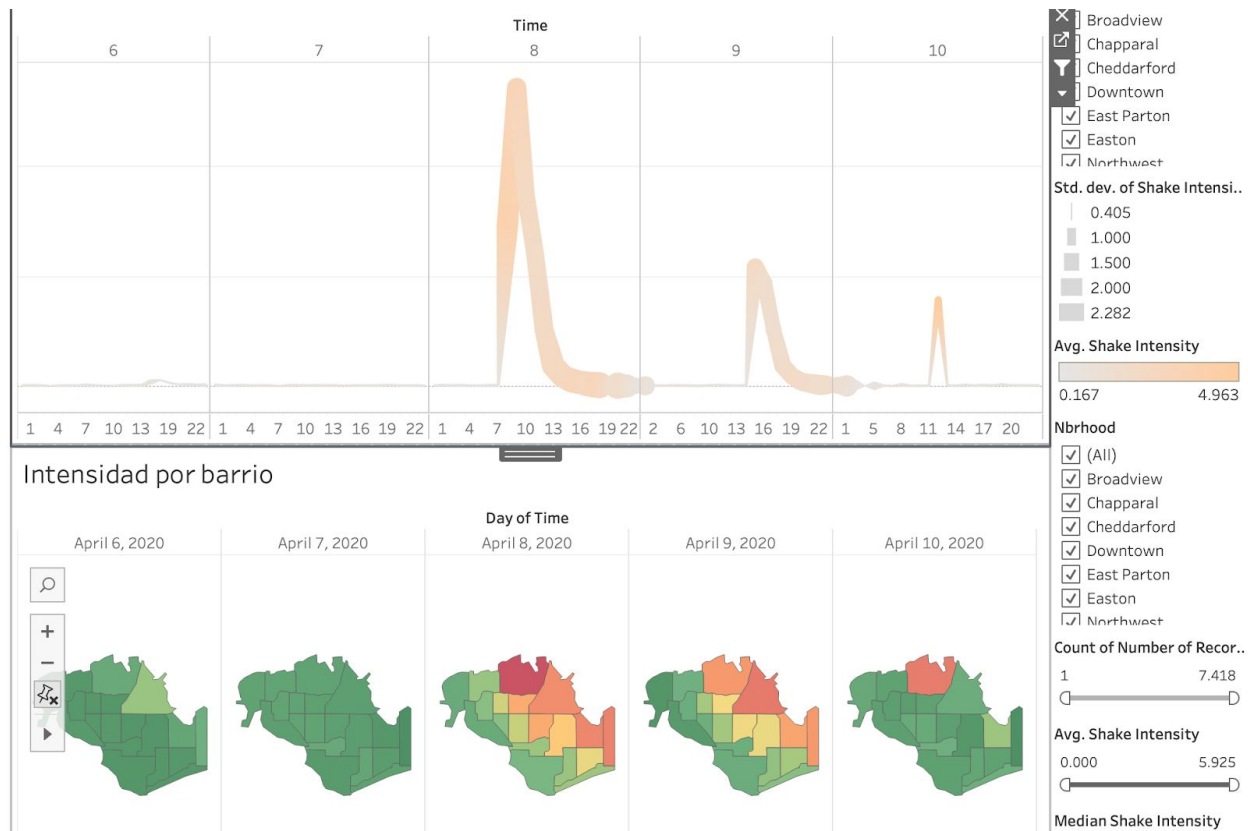 Time
6 7 8 9 10
1 4 7 10 13 16 19 22 1 4 7 10 13 16 19 22 1 4 7 10 13 16 19 22 2 6 10 13 16 19 22 1 5 8 11 14 17 20
Intensidad por barrio
Day of Time
April 6, 2020 April 7, 2020 April 8, 2020 April 9, 2020 April 10, 2020
Broadview
Chapparal
Cheddarford
Downtown
East Parton
Easton
Northwest
Std. dev. of Shake Intensi..
0.405
1.000
1.500
2.000
2.282
Avg. Shake Intensity
0.167 4.963
Nbrhood
(All)
Broadview
Chapparal
Cheddarford
Downtown
East Parton
Easton
Northwest
Count of Number of Recor..
1 7.418
Avg. Shake Intensity
0.000 5.925
Median Shake Intensity